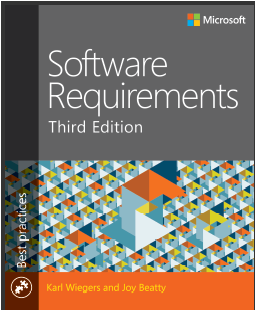 Microsoft
Software
Requirements
Third Edition
Best practices
Karl Wiegers and Joy Beatty